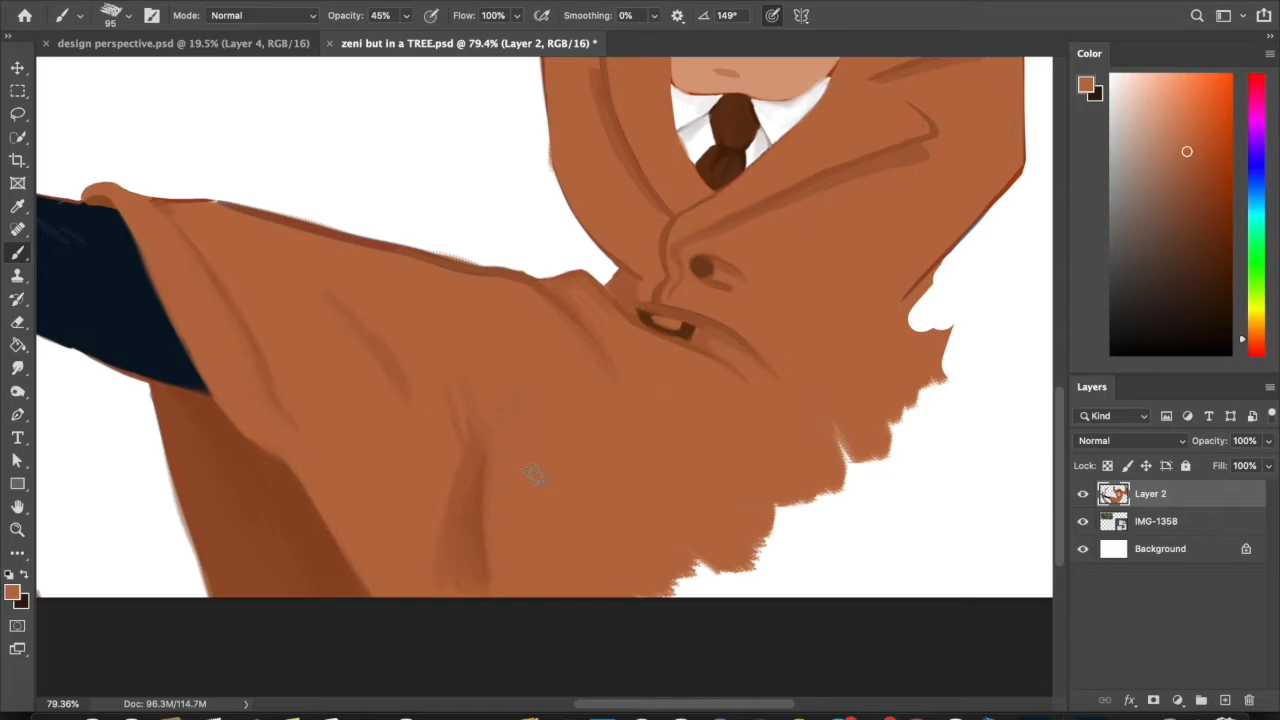 95
Mode: Normal
Opacity: 45%
Flow: 100%
Smoothing: 0%
149°
design perspective.psd @ 19.5% (Layer 4, RGB/16)
zeni but in a TREE.psd @ 79.4% (Layer 2, RGB/16) *
Color
Layers
Kind
Normal
Opacity: 100%
Lock:
Fill: 100%
Layer 2
IMG-1358
Background
79.36%
Doc: 96.3M/114.7M